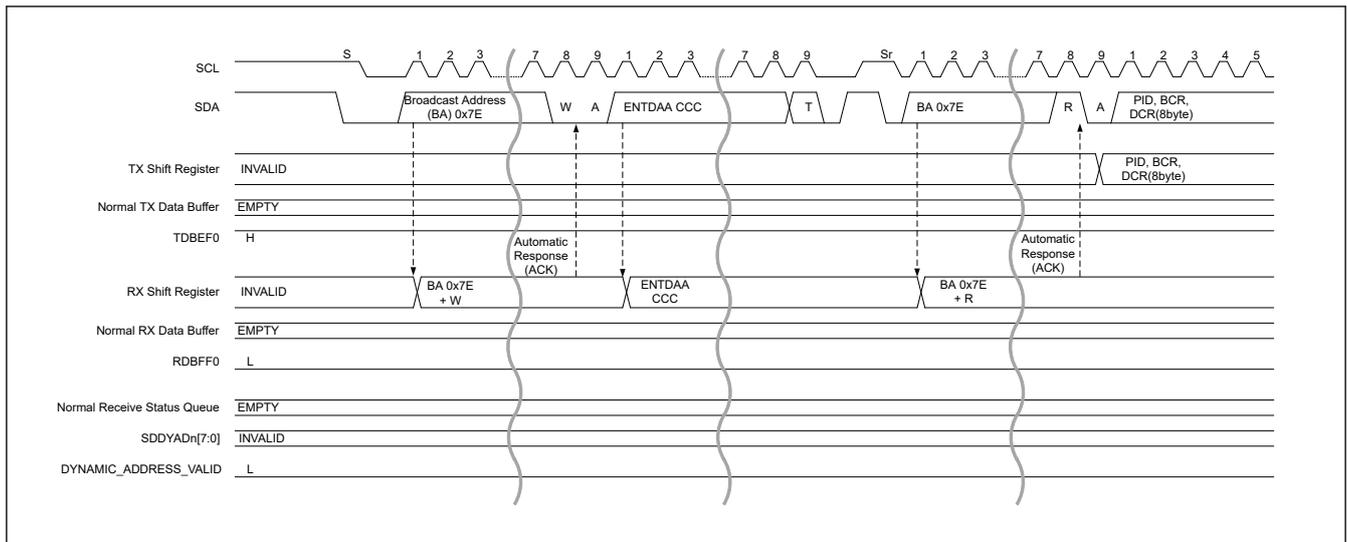 S 1 2 3 7 8 9 1 2 3 7 8 9 Sr 1 2 3 7 8 9 1 2 3 4 5
SCL
SDA
Broadcast Address
(BA) 0x7E
W A ENTDAA CCC T BA 0x7E R A
PID, BCR,
DCR(8byte)
TX Shift Register INVALID
PID, BCR,
DCR(8byte)
Normal TX Data Buffer EMPTY
TDBEF0 H
Automatic
Response
(ACK)
Automatic
Response
(ACK)
RX Shift Register INVALID
BA 0x7E
+ W
ENTDAA
CCC
BA 0x7E
+ R
Normal RX Data Buffer EMPTY
RDBFF0 L
Normal Receive Status Queue EMPTY
SDDYADn[7:0] INVALID
DYNAMIC_ADDRESS_VALID L